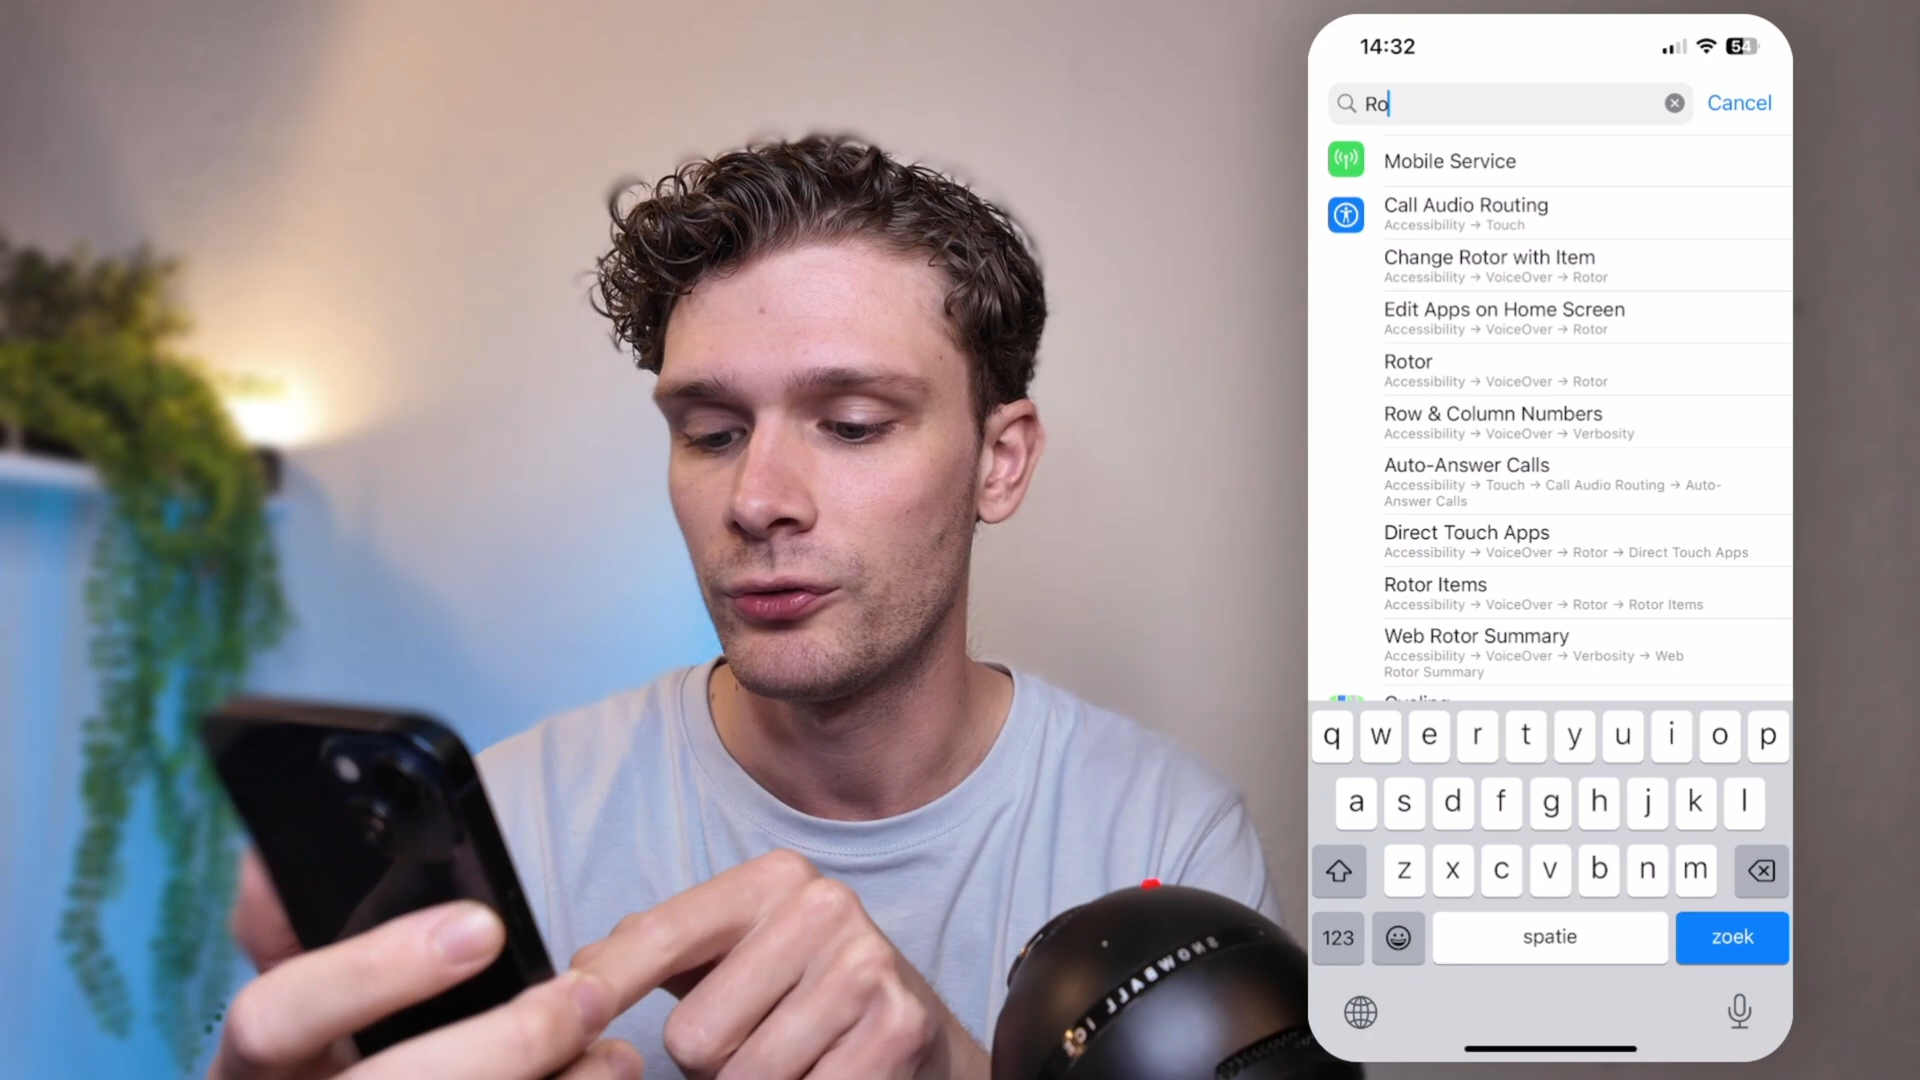 14:32
54
Ro
Cancel
Mobile Service
Call Audio Routing
Accessibility → Touch
Change Rotor with Item
Accessibility → VoiceOver → Rotor
Edit Apps on Home Screen
Accessibility → VoiceOver → Rotor
Rotor
Accessibility → VoiceOver → Rotor
Row & Column Numbers
Accessibility → VoiceOver → Verbosity
Auto-Answer Calls
Accessibility → Touch → Call Audio Routing → Auto-
Answer Calls
Direct Touch Apps
Accessibility → VoiceOver → Rotor → Direct Touch Apps
Rotor Items
Accessibility → VoiceOver → Rotor → Rotor Items
Web Rotor Summary
Accessibility → VoiceOver → Verbosity → Web
Rotor Summary
q w e r t y u i o p
a s d f g h j k l
z x c v b n m
123 spatie zoek
SNOWBALL iCE